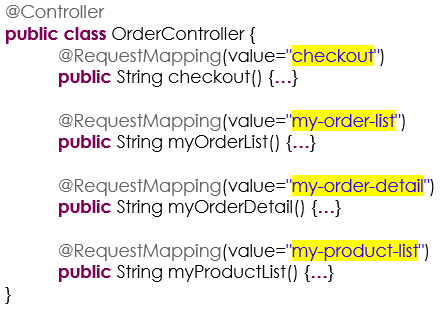 @Controller
public class OrderController {
@RequestMapping(value="checkout")
public String checkout() {...}
@RequestMapping(value="my-order-list")
public String myOrderList() {...}
@RequestMapping(value="my-order-detail")
public String myOrderDetail() {...}
@RequestMapping(value="my-product-list")
public String myProductList() {...}
}